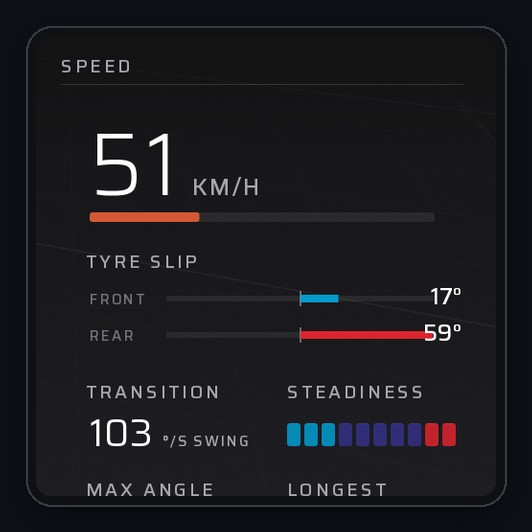 SPEED
51 KM/H
TYRE SLIP
FRONT 17°
REAR 59°
TRANSITION STEADINESS
103 °/S SWING
MAX ANGLE LONGEST